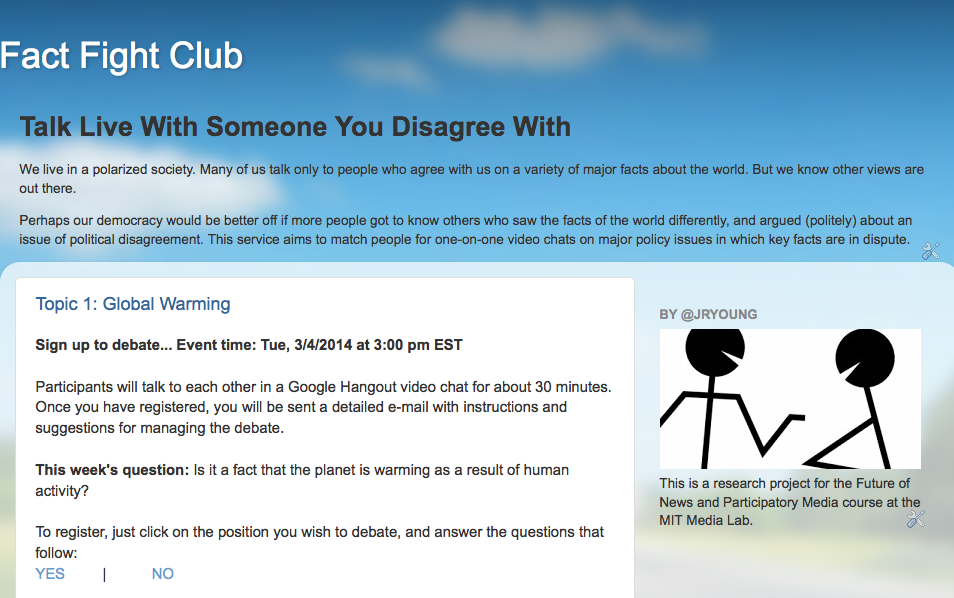 Fact Fight Club
Talk Live With Someone You Disagree With
We live in a polarized society. Many of us talk only to people who agree with us on a variety of major facts about the world. But we know other views are
out there.
Perhaps our democracy would be better off if more people got to know others who saw the facts of the world differently, and argued (politely) about an
issue of political disagreement. This service aims to match people for one-on-one video chats on major policy issues in which key facts are in dispute.
Topic 1: Global Warming
Sign up to debate... Event time: Tue, 3/4/2014 at 3:00 pm EST
Participants will talk to each other in a Google Hangout video chat for about 30 minutes.
Once you have registered, you will be sent a detailed e-mail with instructions and
suggestions for managing the debate.
This week's question: Is it a fact that the planet is warming as a result of human
activity?
To register, just click on the position you wish to debate, and answer the questions that
follow:
YES | NO
BY @JRYOUNG
This is a research project for the Future of
News and Participatory Media course at the
MIT Media Lab.